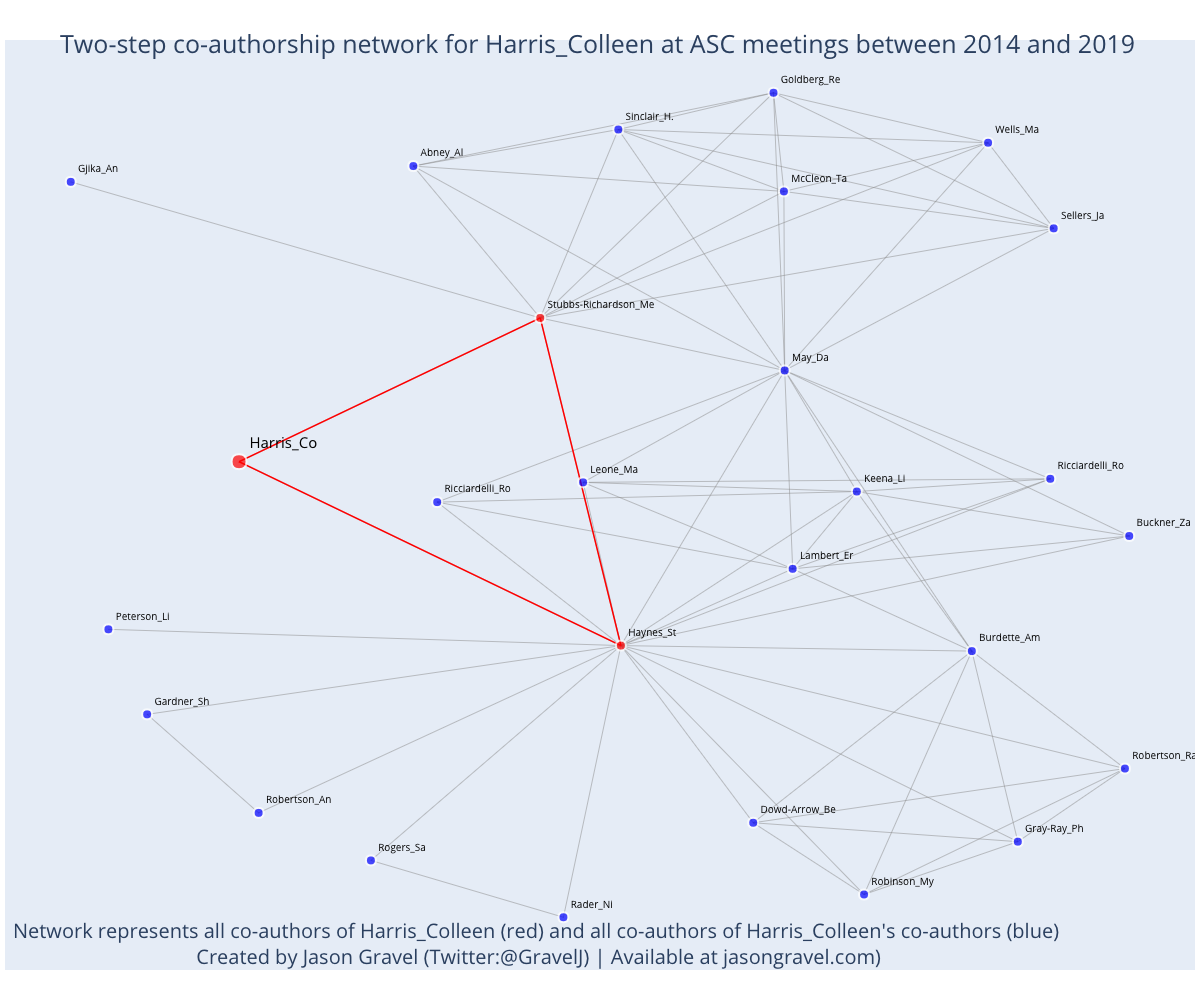 Two-step co-authorship network for Harris_Colleen at ASC meetings between 2014 and 2019
Goldberg_Re
Sinclair_H.
Wells_Ma
Abney_Al
Gjika_An
McCleon_Ta
Sellers_Ja
Stubbs-Richardson_Me
May_Da
Harris_Co
Leone_Ma
Ricciardelli_Ro
Keena_Li
Ricciardelli_Ro
Buckner_Za
Lambert_Er
Peterson_Li
Haynes_St
Burdette_Am
Gardner_Sh
Robertson_Ra
Robertson_An
Dowd-Arrow_Be
Gray-Ray_Ph
Rogers_Sa
Robinson_My
Rader_Ni
Network represents all co-authors of Harris_Colleen (red) and all co-authors of Harris_Colleen's co-authors (blue)
Created by Jason Gravel (Twitter:@GravelJ) | Available at jasongravel.com)